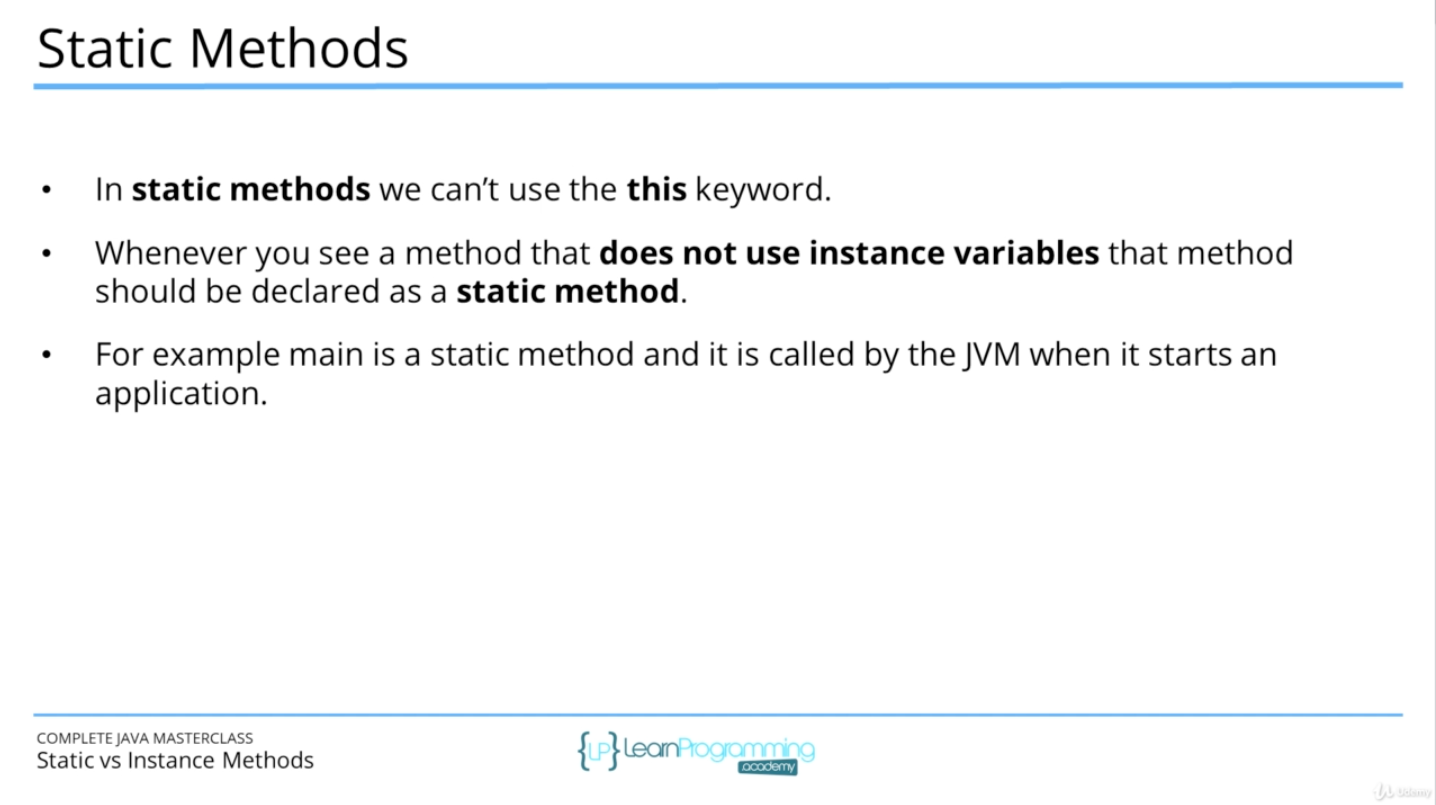 Static Methods
• In static methods we can’t use the this keyword.
• Whenever you see a method that does not use instance variables that method
should be declared as a static method.
• For example main is a static method and it is called by the JVM when it starts an
application.
COMPLETE JAVA MASTERCLASS
Static vs Instance Methods
{LP} LearnProgramming
academy
Udemy